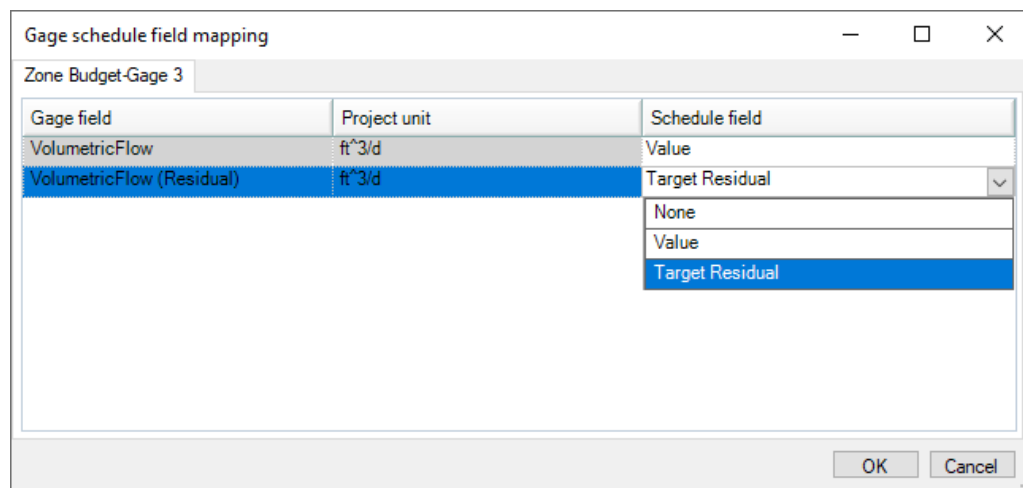 Gage schedule field mapping
Zone Budget-Gage 3
Gage field Project unit Schedule field
VolumetricFlow ft^3/d Value
VolumetricFlow (Residual) ft^3/d Target Residual
None
Value
Target Residual
OK Cancel